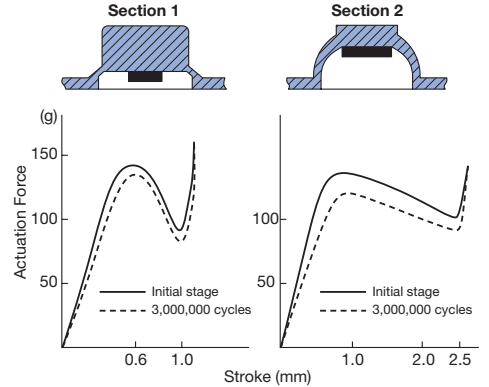 Section 1
Section 2
(g)
150
100
50
Actuation Force
Initial stage
3,000,000 cycles
0.6
1.0
100
50
Initial stage
3,000,000 cycles
1.0
2.0
2.5
Stroke (mm)